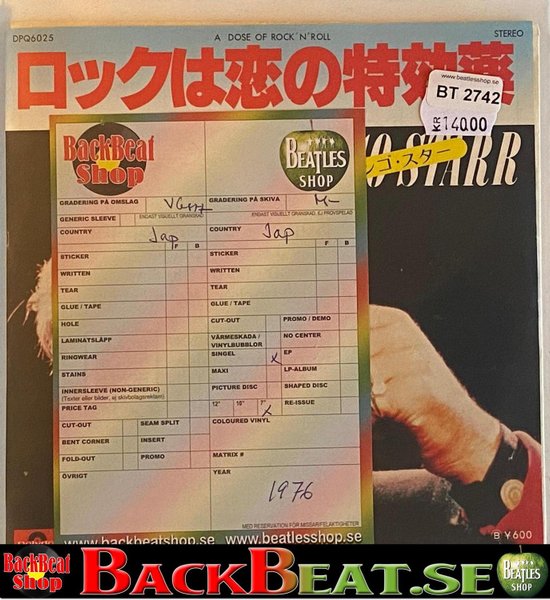 DPQ6025
A DOSE OF ROCK'N'ROLL
STEREO
ロックは恋の特効薬
www.beatlesshop.se
BT 2742
KR 140.00
ンゴ・スター
O STARR
BackBeat
Shop
BEATLES
SHOP
GRADERING PÅ OMSLAG
GRADERING PÅ SKIVA
M-
GENERIC SLEEVE
ENDAST VISUELLT GRANSKAD
ENDAST VISUELLT GRANSKAD, EJ PROVSPELAD
COUNTRY
Jap
COUNTRY
Jap
F B
F B
STICKER
STICKER
WRITTEN
WRITTEN
TEAR
TEAR
GLUE / TAPE
GLUE / TAPE
HOLE
CUT-OUT
PROMO / DEMO
LAMINATSLÄPP
VÄRMESKADA /
VINYLBUBBLOR
NO CENTER
RINGWEAR
SINGEL
X
EP
STAINS
MAXI
LP-ALBUM
INNERSLEEVE (NON-GENERIC)
(Texter eller bilder, ej skivbolagsreklam)
PICTURE DISC
SHAPED DISC
PRICE TAG
12" 10" 7"
X
RE-ISSUE
CUT-OUT
SEAM SPLIT
COLOURED VINYL
BENT CORNER
INSERT
FOLD-OUT
PROMO
MATRIX #
ÖVRIGT
YEAR
1976
MED RESERVATION FÖR MISSARIFELAKTIGHETER
www.backbeatshop.se www.beatlesshop.se
B ¥600
BackBeat
Shop
BACKBEAT.SE
BEATLES
SHOP